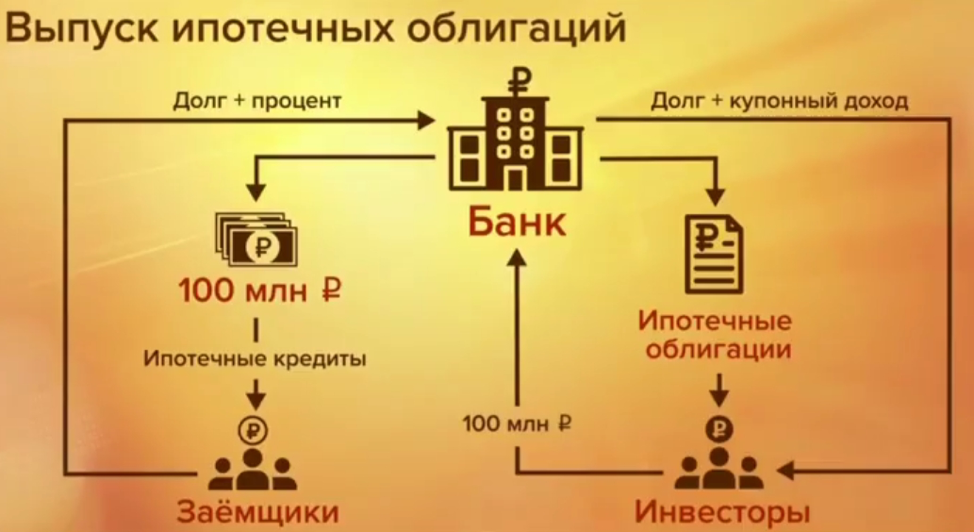 Выпуск ипотечных облигаций
Долг + процент
Долг + купонный доход
₽
Банк
₽
100 млн ₽
₽
Ипотечные
облигации
Ипотечные кредиты
100 млн ₽
₽
₽
Заёмщики
Инвесторы